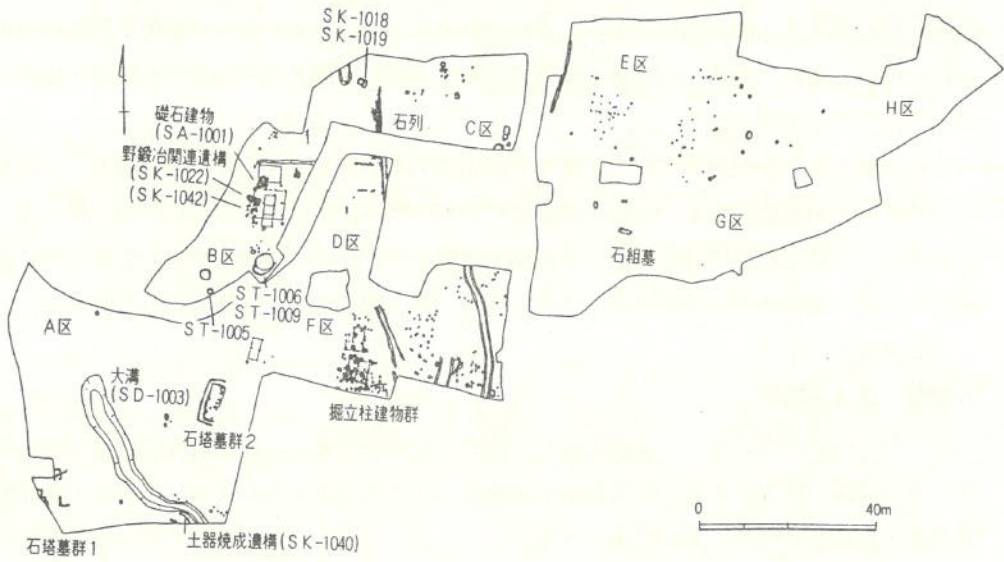 SK-1018
SK-1019
E区
H区
礎石建物
(SA-1001)
石列
C区
野鍛冶関連遺構
(SK-1022)
(SK-1042)
D区
G区
B区
石組墓
ST-1006
ST-1009
F区
A区
ST-1005
大溝
(SD-1003)
掘立柱建物群
石塔墓群2
0
40m
土器焼成遺構(SK-1040)
石塔墓群1